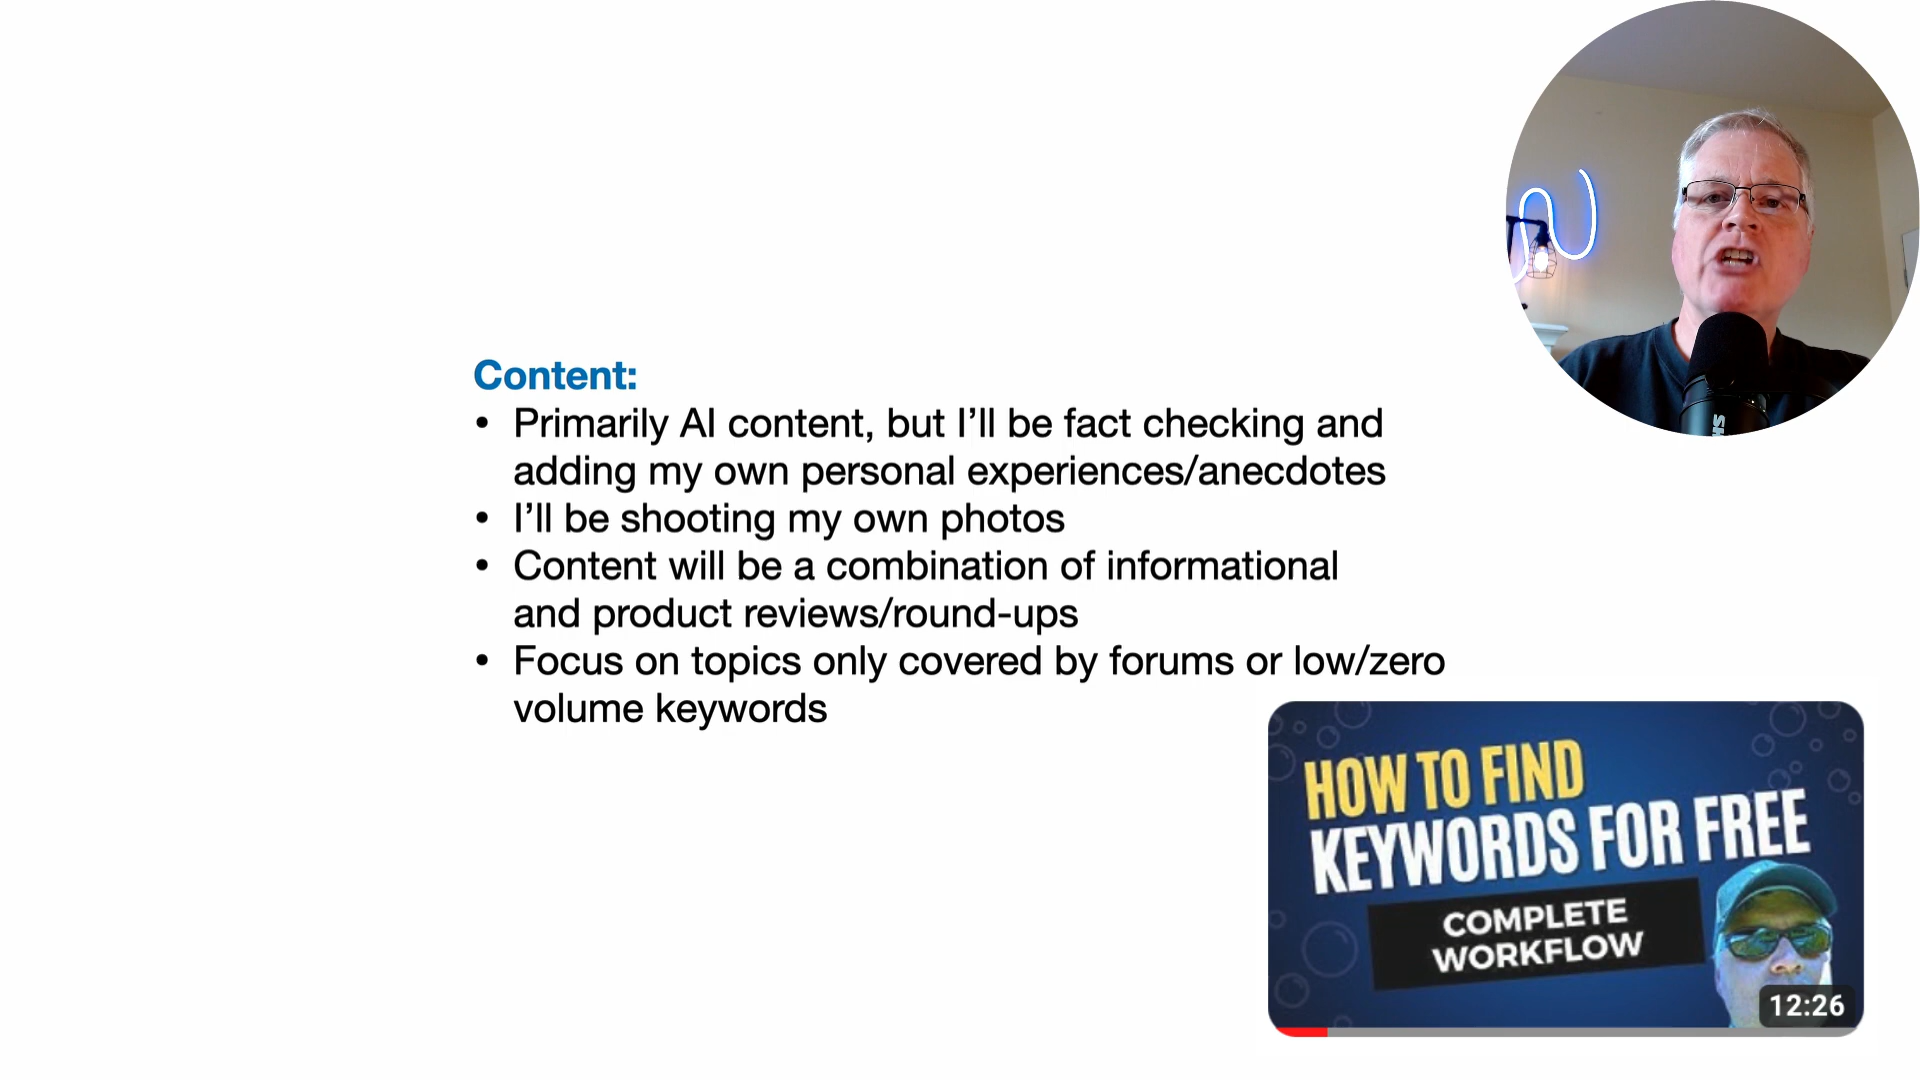 Content:
• Primarily AI content, but I’ll be fact checking and
adding my own personal experiences/anecdotes
• I’ll be shooting my own photos
• Content will be a combination of informational
and product reviews/round-ups
• Focus on topics only covered by forums or low/zero
volume keywords
HOW TO FIND
KEYWORDS FOR FREE
COMPLETE
WORKFLOW
12:26